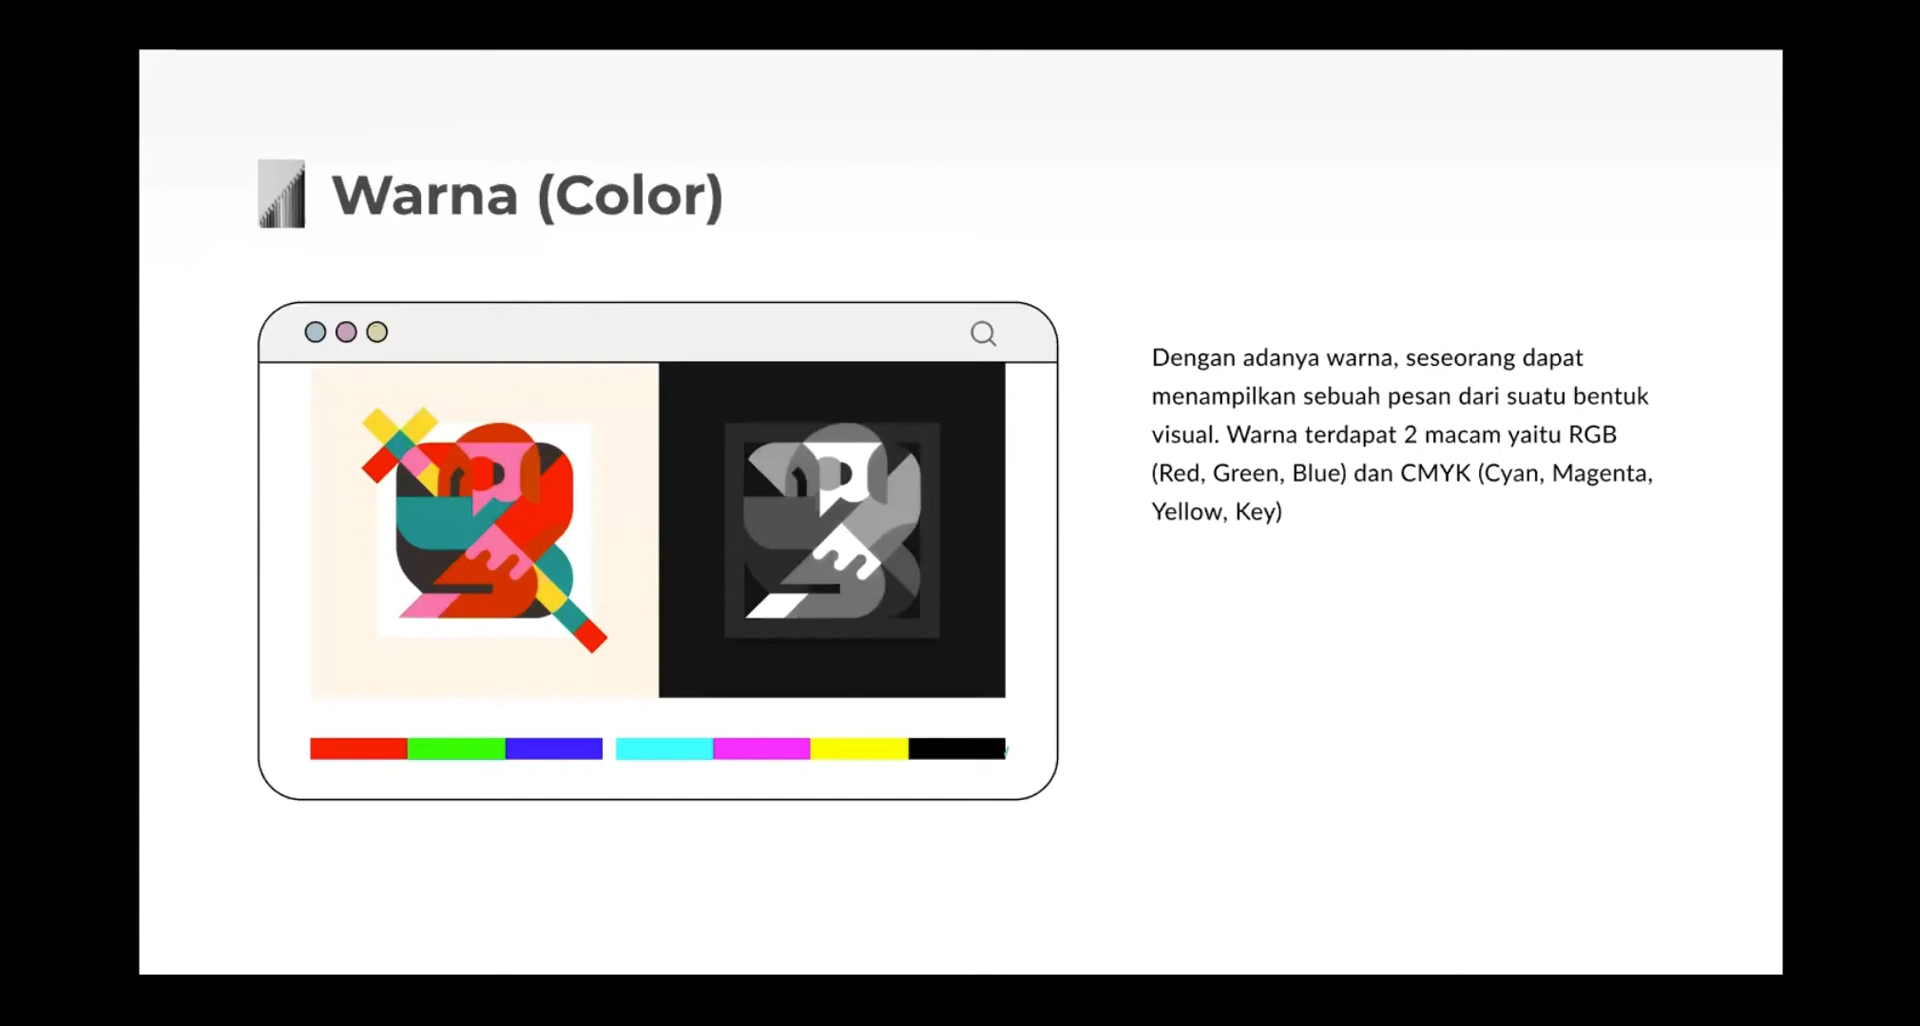 Warna (Color)
Dengan adanya warna, seseorang dapat
menampilkan sebuah pesan dari suatu bentuk
visual. Warna terdapat 2 macam yaitu RGB
(Red, Green, Blue) dan CMYK (Cyan, Magenta,
Yellow, Key)